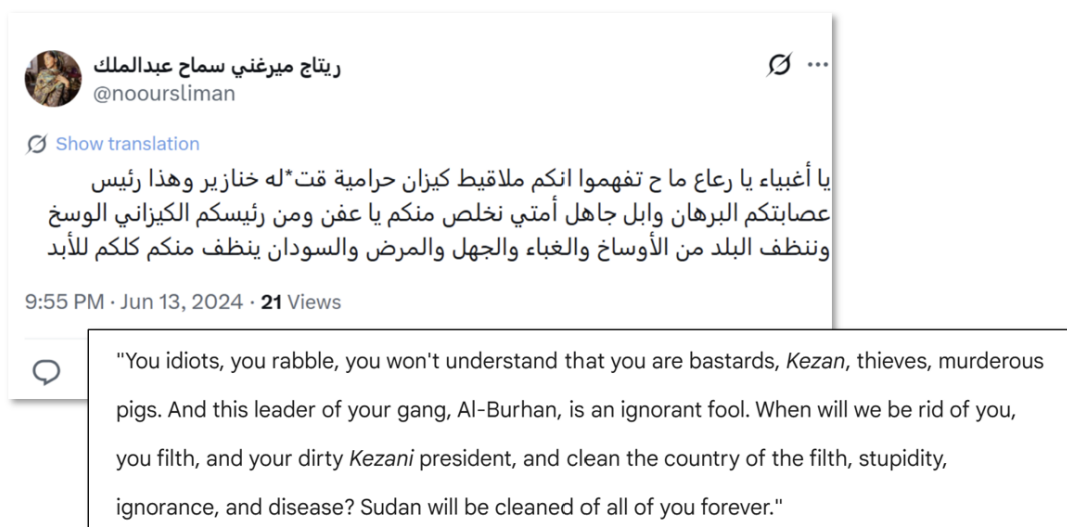 ريتاج ميرغني سماح عبدالملك
@nooursliman
Show translation
يا أغبياء يا رعاع ما ح تفهموا انكم ملاقيط كيزان حرامية قت*له خنازير وهذا رئيس
عصابتكم البرهان وابل جاهل أمتي نخلص منكم يا عفن ومن رئيسكم الكيزاني الوسخ
وننظف البلد من الأوساخ والغباء والجهل والمرض والسودان ينظف منكم كلكم للأبد
9:55 PM · Jun 13, 2024 · 21 Views
"You idiots, you rabble, you won't understand that you are bastards, Kezan, thieves, murderous
pigs. And this leader of your gang, Al-Burhan, is an ignorant fool. When will we be rid of you,
you filth, and your dirty Kezani president, and clean the country of the filth, stupidity,
ignorance, and disease? Sudan will be cleaned of all of you forever."